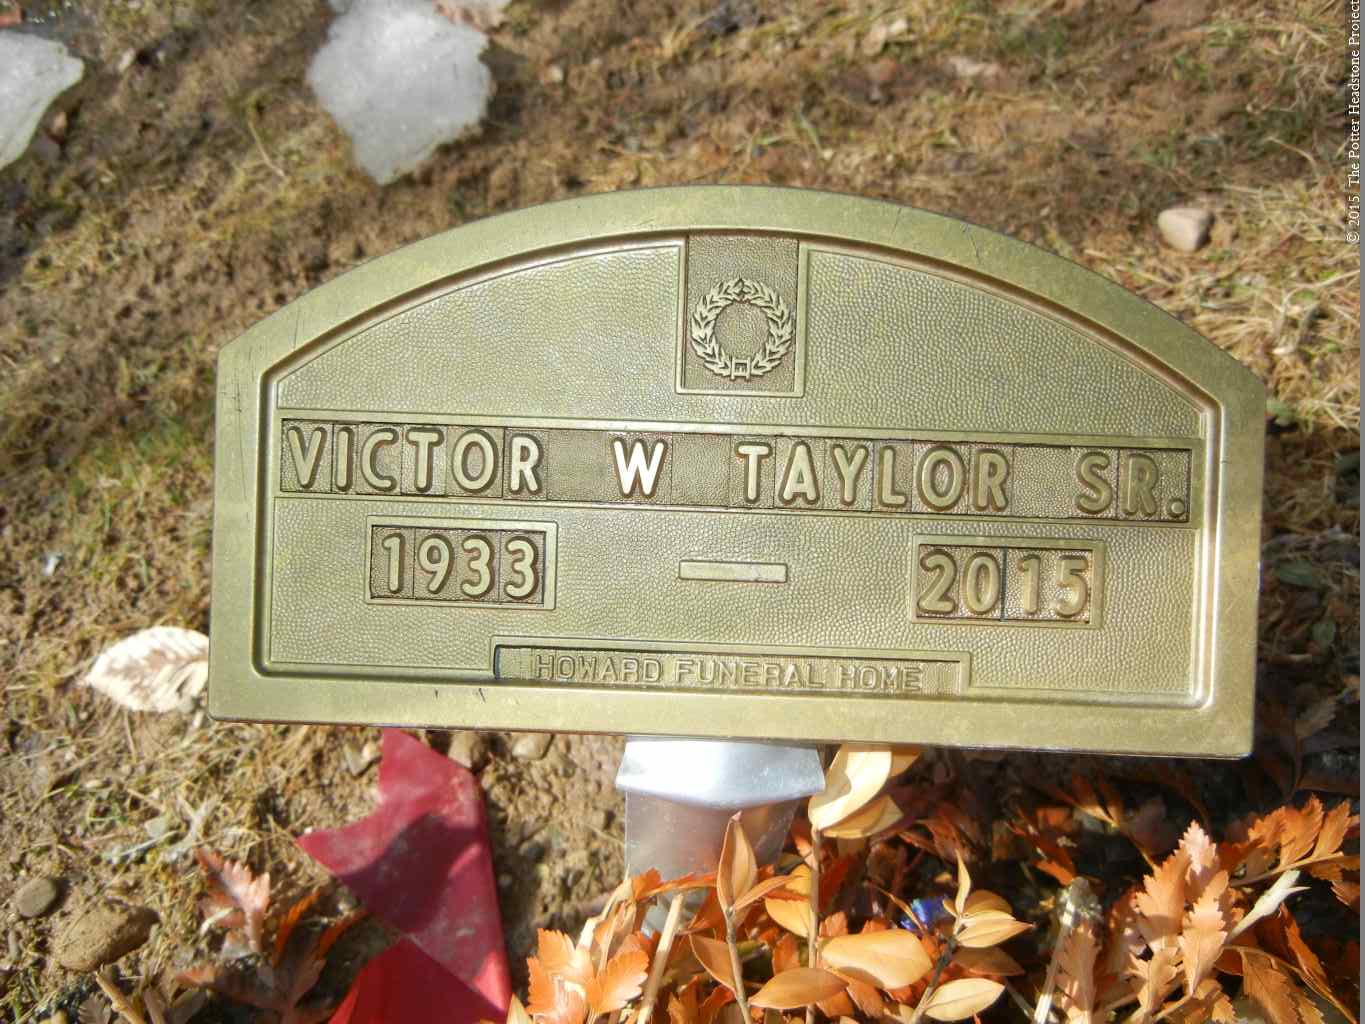 VICTOR W TAYLOR SR.
1933 — 2015
HOWARD FUNERAL HOME
© 2015 The Potter Headstone Project